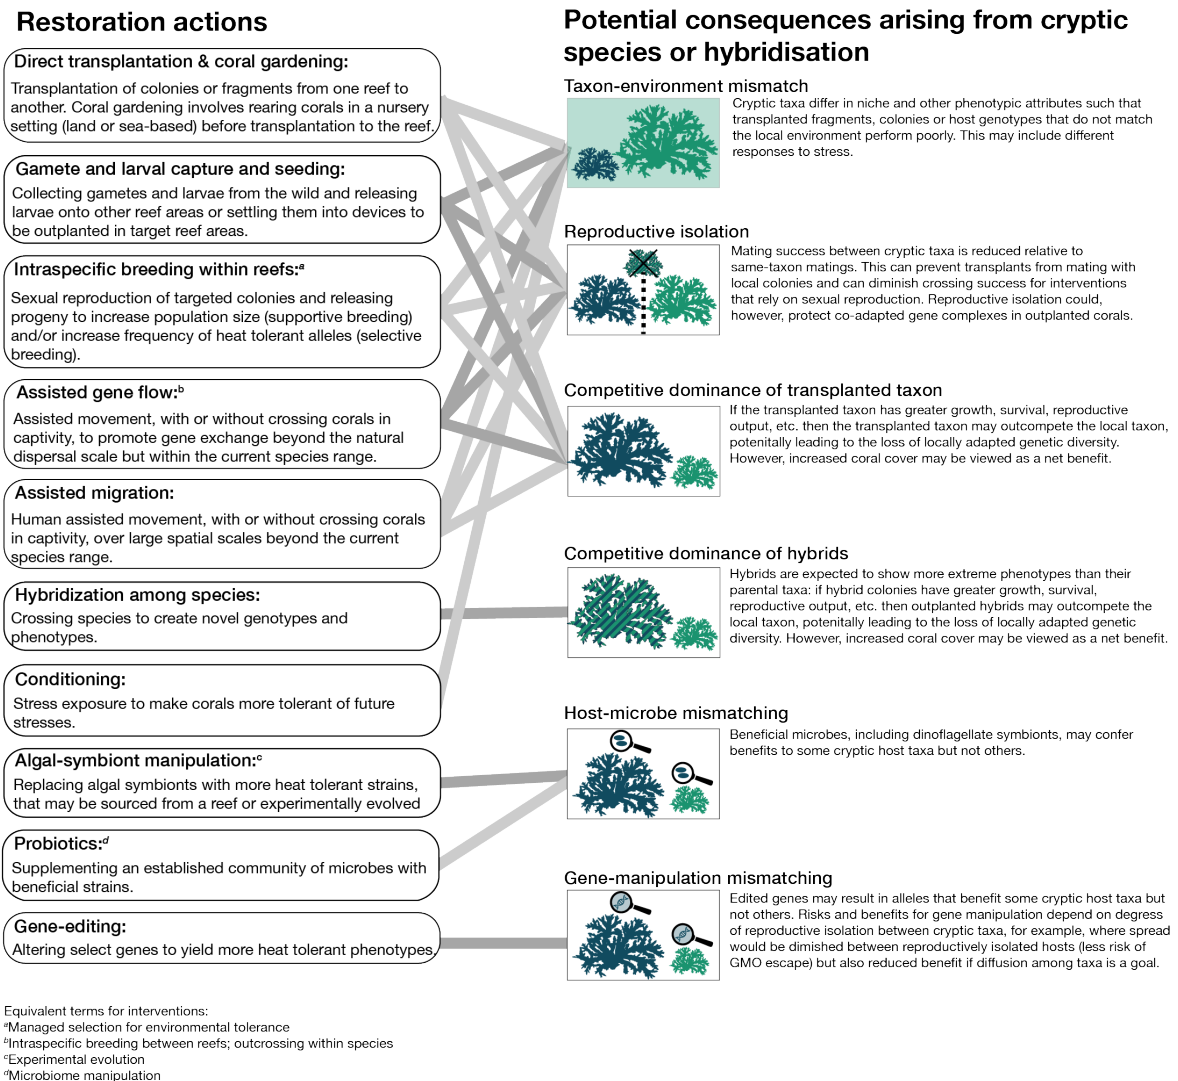 Restoration actions
Direct transplantation & coral gardening:
Transplantation of colonies or fragments from one reef to
another. Coral gardening involves rearing corals in a nursery
setting (land or sea-based) before transplantation to the reef.
Gamete and larval capture and seeding:
Collecting gametes and larvae from the wild and releasing
larvae onto other reef areas or settling them into devices to
be outplanted in target reef areas.
Intraspecific breeding within reefs:a
Sexual reproduction of targeted colonies and releasing
progeny to increase population size (supportive breeding)
and/or increase frequency of heat tolerant alleles (selective
breeding).
Assisted gene flow:b
Assisted movement, with or without crossing corals in
captivity, to promote gene exchange beyond the natural
dispersal scale but within the current species range.
Assisted migration:
Human assisted movement, with or without crossing corals
in captivity, over large spatial scales beyond the current
species range.
Hybridization among species:
Crossing species to create novel genotypes and
phenotypes.
Conditioning:
Stress exposure to make corals more tolerant of future
stresses.
Algal-symbiont manipulation:c
Replacing algal symbionts with more heat tolerant strains,
that may be sourced from a reef or experimentally evolved
Probiotics:d
Supplementing an established community of microbes with
beneficial strains.
Gene-editing:
Altering select genes to yield more heat tolerant phenotypes.
Equivalent terms for interventions:
aManaged selection for environmental tolerance
bIntraspecific breeding between reefs; outcrossing within species
cExperimental evolution
dMicrobiome manipulation
Potential consequences arising from cryptic
species or hybridisation
Taxon-environment mismatch
Cryptic taxa differ in niche and other phenotypic attributes such that
transplanted fragments, colonies or host genotypes that do not match
the local environment perform poorly. This may include different
responses to stress.
Reproductive isolation
Mating success between cryptic taxa is reduced relative to
same-taxon matings. This can prevent transplants from mating with
local colonies and can diminish crossing success for interventions
that rely on sexual reproduction. Reproductive isolation could,
however, protect co-adapted gene complexes in outplanted corals.
Competitive dominance of transplanted taxon
If the transplanted taxon has greater growth, survival, reproductive
output, etc. then the transplanted taxon may outcompete the local taxon,
potenitally leading to the loss of locally adapted genetic diversity.
However, increased coral cover may be viewed as a net benefit.
Competitive dominance of hybrids
Hybrids are expected to show more extreme phenotypes than their
parental taxa: if hybrid colonies have greater growth, survival,
reproductive output, etc. then outplanted hybrids may outcompete the
local taxon, potenitally leading to the loss of locally adapted genetic
diversity. However, increased coral cover may be viewed as a net benefit.
Host-microbe mismatching
Beneficial microbes, including dinoflagellate symbionts, may confer
benefits to some cryptic host taxa but not others.
Gene-manipulation mismatching
Edited genes may result in alleles that benefit some cryptic host taxa but
not others. Risks and benefits for gene manipulation depend on degress
of reproductive isolation between cryptic taxa, for example, where spread
would be dimished between reproductively isolated hosts (less risk of
GMO escape) but also reduced benefit if diffusion among taxa is a goal.